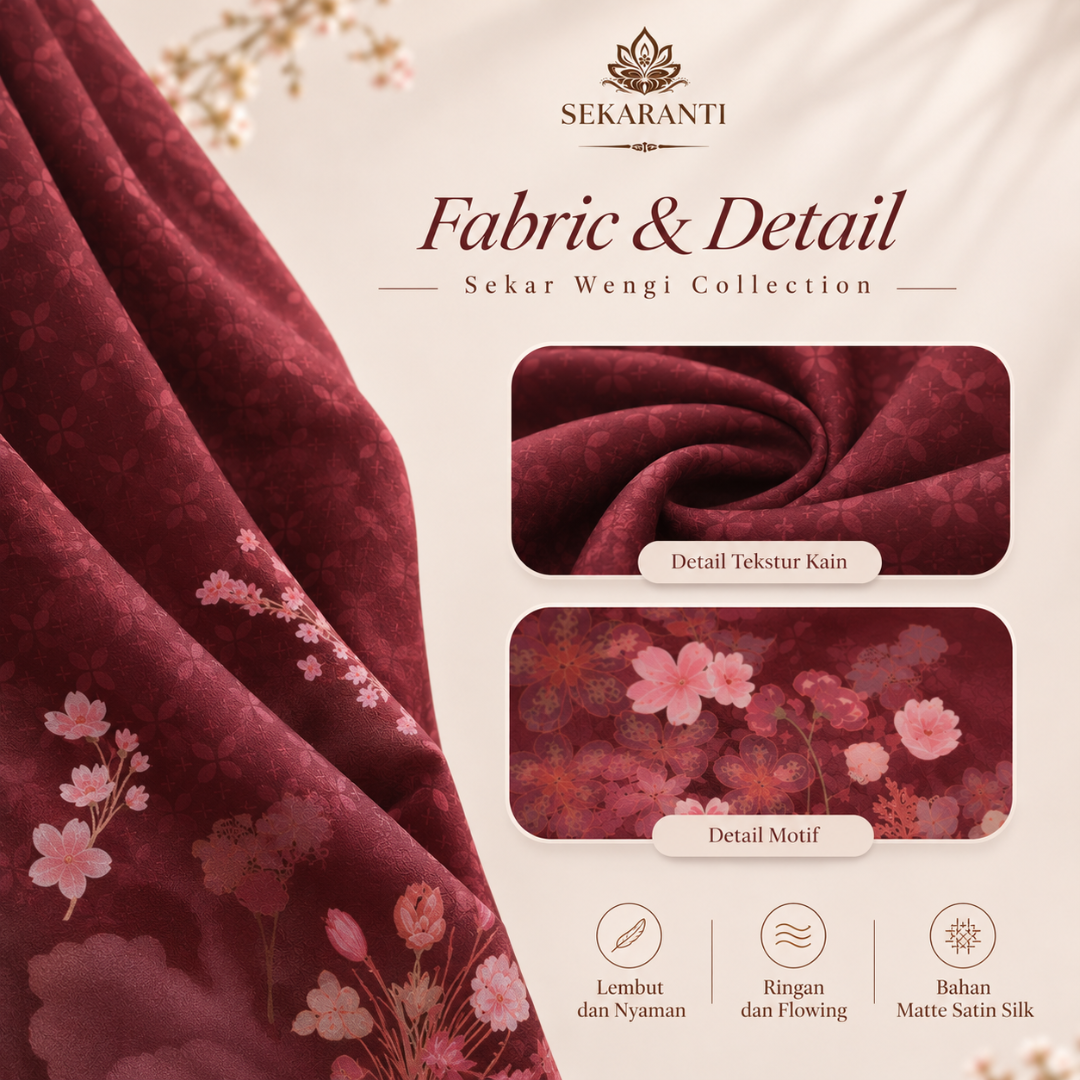 SEKARANTI
Fabric & Detail
Sekar Wengi Collection
Detail Tekstur Kain
Detail Motif
Lembut
dan Nyaman
Ringan
dan Flowing
Bahan
Matte Satin Silk